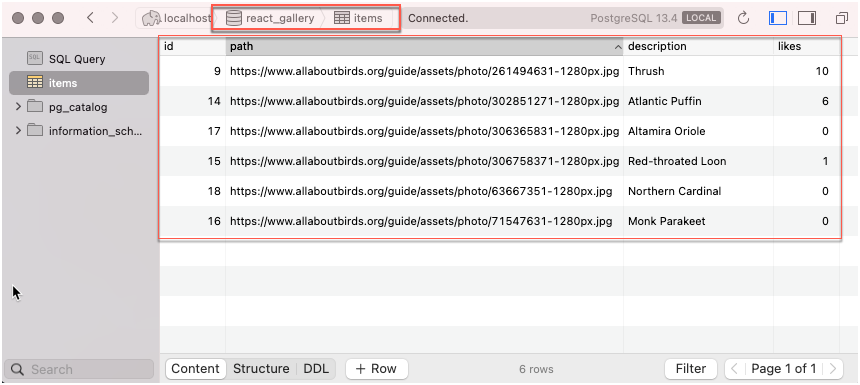 localhost react_gallery items Connected. PostgreSQL 13.4 LOCAL
SQL Query
items
pg_catalog
information_sch...
id path description likes
9 https://www.allaboutbirds.org/guide/assets/photo/261494631-1280px.jpg Thrush 10
14 https://www.allaboutbirds.org/guide/assets/photo/302851271-1280px.jpg Atlantic Puffin 6
17 https://www.allaboutbirds.org/guide/assets/photo/306365831-1280px.jpg Altamira Oriole 0
15 https://www.allaboutbirds.org/guide/assets/photo/306758371-1280px.jpg Red-throated Loon 1
18 https://www.allaboutbirds.org/guide/assets/photo/63667351-1280px.jpg Northern Cardinal 0
16 https://www.allaboutbirds.org/guide/assets/photo/71547631-1280px.jpg Monk Parakeet 0
Search
Content Structure DDL + Row 6 rows Filter Page 1 of 1